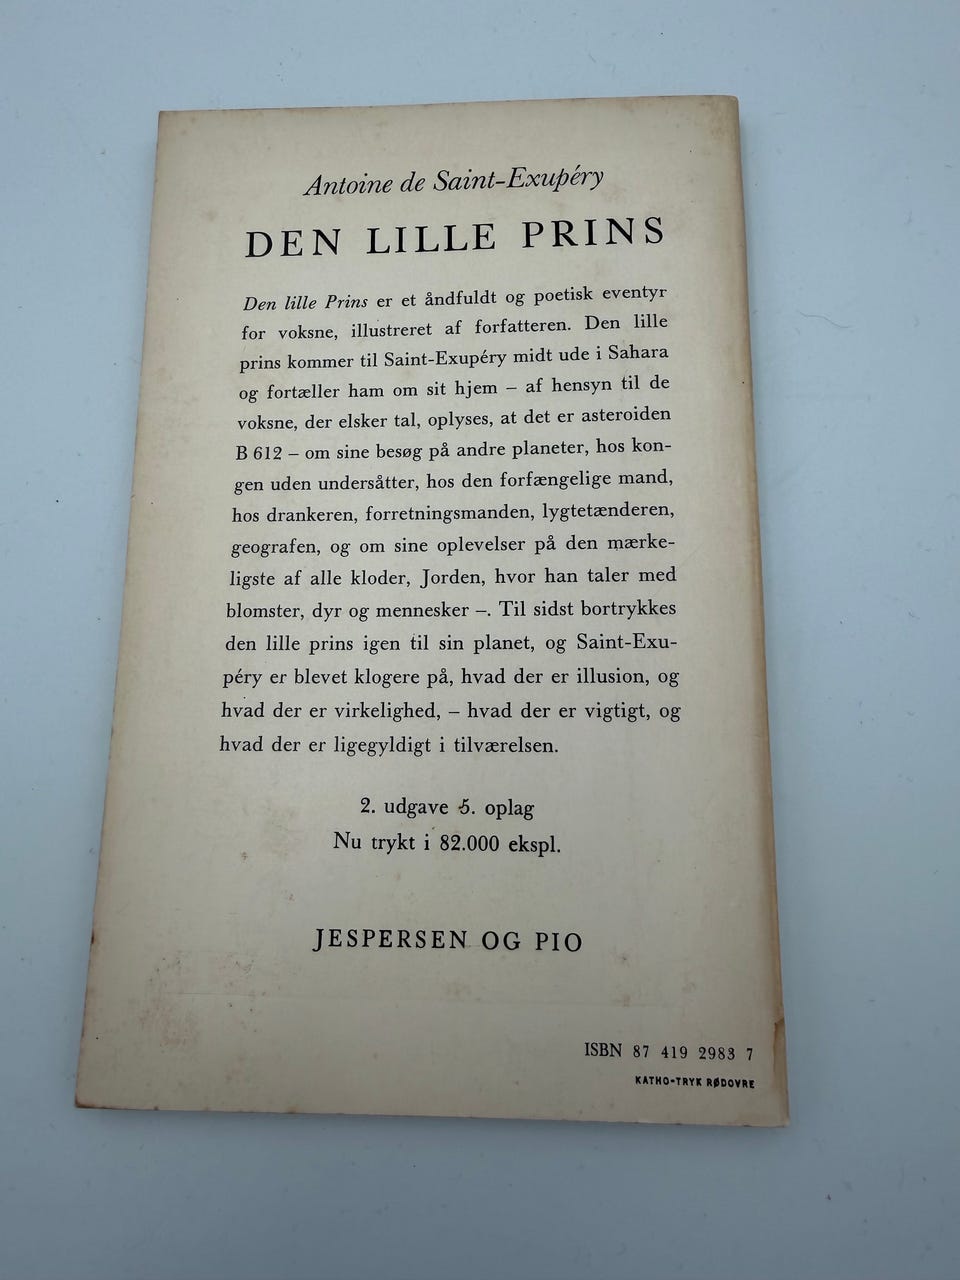 Antoine de Saint-Exupéry
DEN LILLE PRINS
Den lille Prins er et åndfuldt og poetisk eventyr
for voksne, illustreret af forfatteren. Den lille
prins kommer til Saint-Exupéry midt ude i Sahara
og fortæller ham om sit hjem – af hensyn til de
voksne, der elsker tal, oplyses, at det er asteroiden
B 612 – om sine besøg på andre planeter, hos kon-
gen uden undersåtter, hos den forfængelige mand,
hos drankeren, forretningsmanden, lygtetænderen,
geografen, og om sine oplevelser på den mærke-
ligste af alle kloder, Jorden, hvor han taler med
blomster, dyr og mennesker –. Til sidst bortrykkes
den lille prins igen til sin planet, og Saint-Exu-
péry er blevet klogere på, hvad der er illusion, og
hvad der er virkelighed, – hvad der er vigtigt, og
hvad der er ligegyldigt i tilværelsen.
2. udgave 5. oplag
Nu trykt i 82.000 ekspl.
JESPERSEN OG PIO
ISBN 87 419 2983 7
KATHO-TRYK RØDOVRE